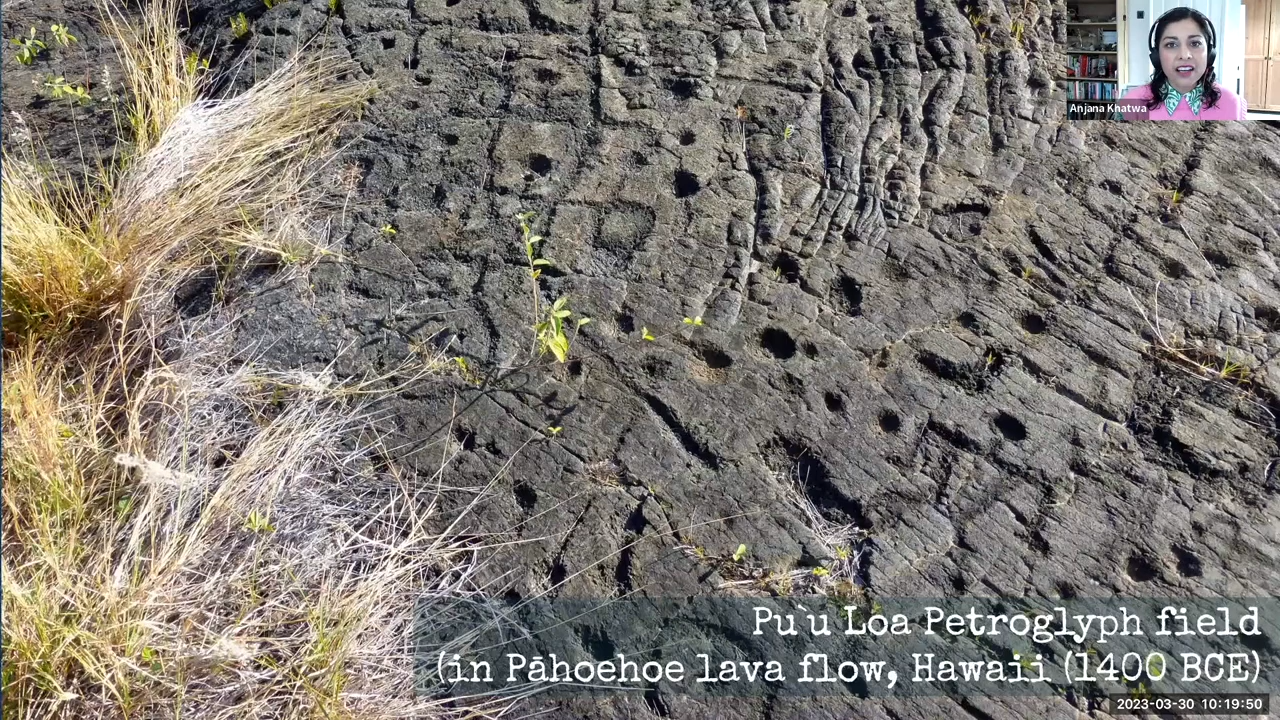 Anjana Khatwa
Pu`u Loa Petroglyph field
(in Pāhoehoe lava flow, Hawaii (1400 BCE)
2023-03-30 10:19:50